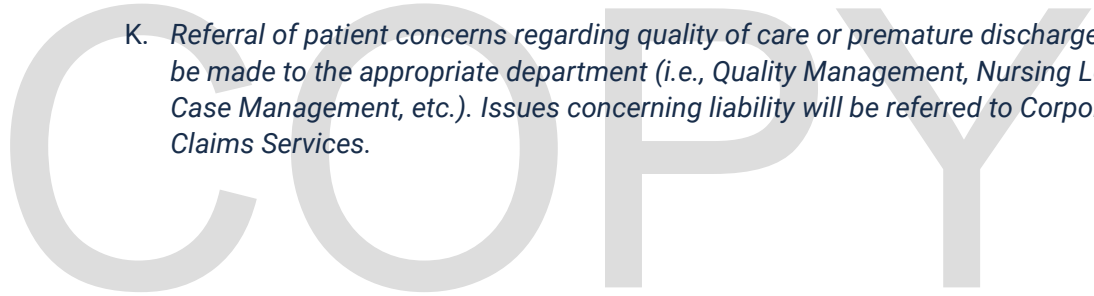 K. Referral of patient concerns regarding quality of care or premature discharge
be made to the appropriate department (i.e., Quality Management, Nursing
Case Management, etc.). Issues concerning liability will be referred to
Claims Services.
COPY